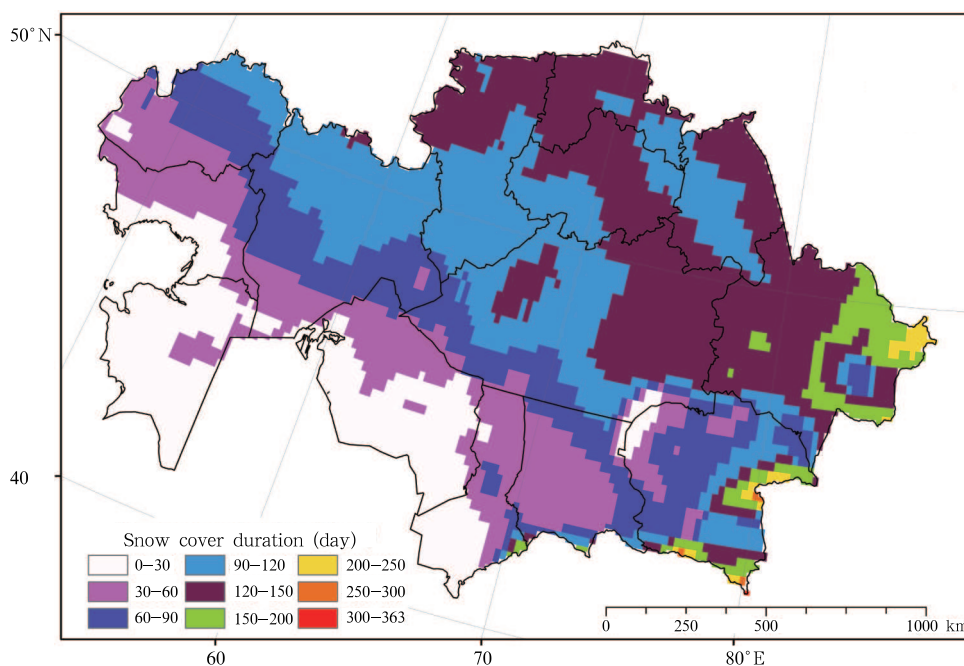 50°N
40
Snow cover duration (day)
0−30 90−120 200−250
30−60 120−150 250−300
60−90 150−200 300−363
0 250 500 1000 km
60 70 80°E